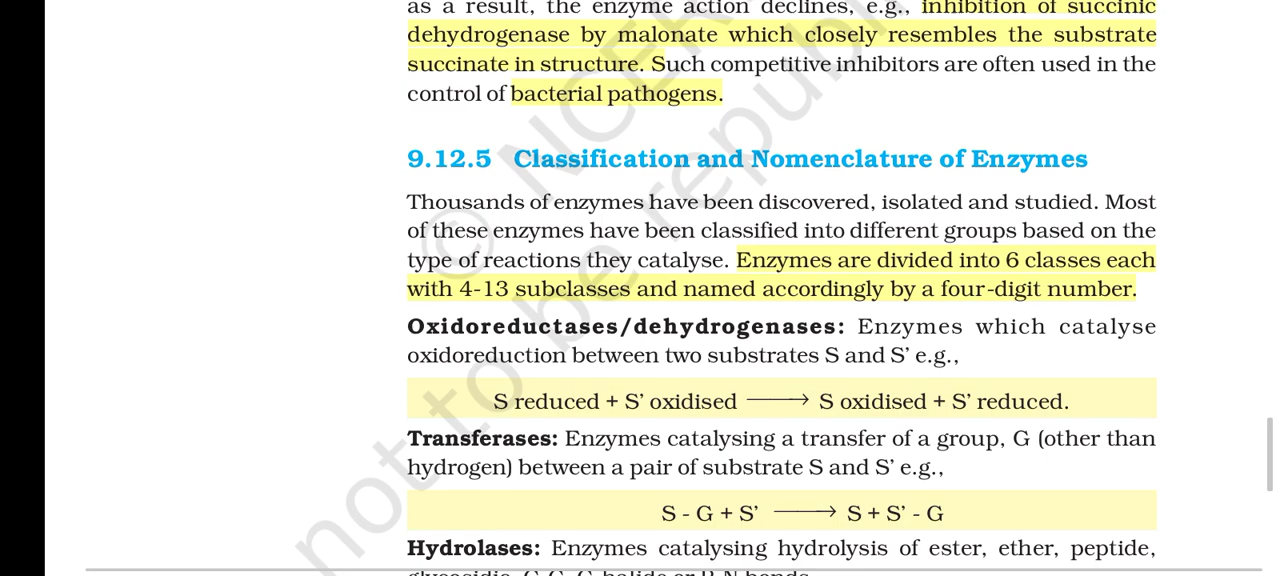 as a result, the enzyme action declines, e.g., inhibition of succinic
dehydrogenase by malonate which closely resembles the substrate
succinate in structure. Such competitive inhibitors are often used in the
control of bacterial pathogens.
9.12.5 Classification and Nomenclature of Enzymes
Thousands of enzymes have been discovered, isolated and studied. Most
of these enzymes have been classified into different groups based on the
type of reactions they catalyse. Enzymes are divided into 6 classes each
with 4-13 subclasses and named accordingly by a four-digit number.
Oxidoreductases/dehydrogenases: Enzymes which catalyse
oxidoreduction between two substrates S and S’ e.g.,
S reduced + S’ oxidised ⟶ S oxidised + S’ reduced.
Transferases: Enzymes catalysing a transfer of a group, G (other than
hydrogen) between a pair of substrate S and S’ e.g.,
S - G + S’ ⟶ S + S’ - G
Hydrolases: Enzymes catalysing hydrolysis of ester, ether, peptide,
© NCER
not to be republ